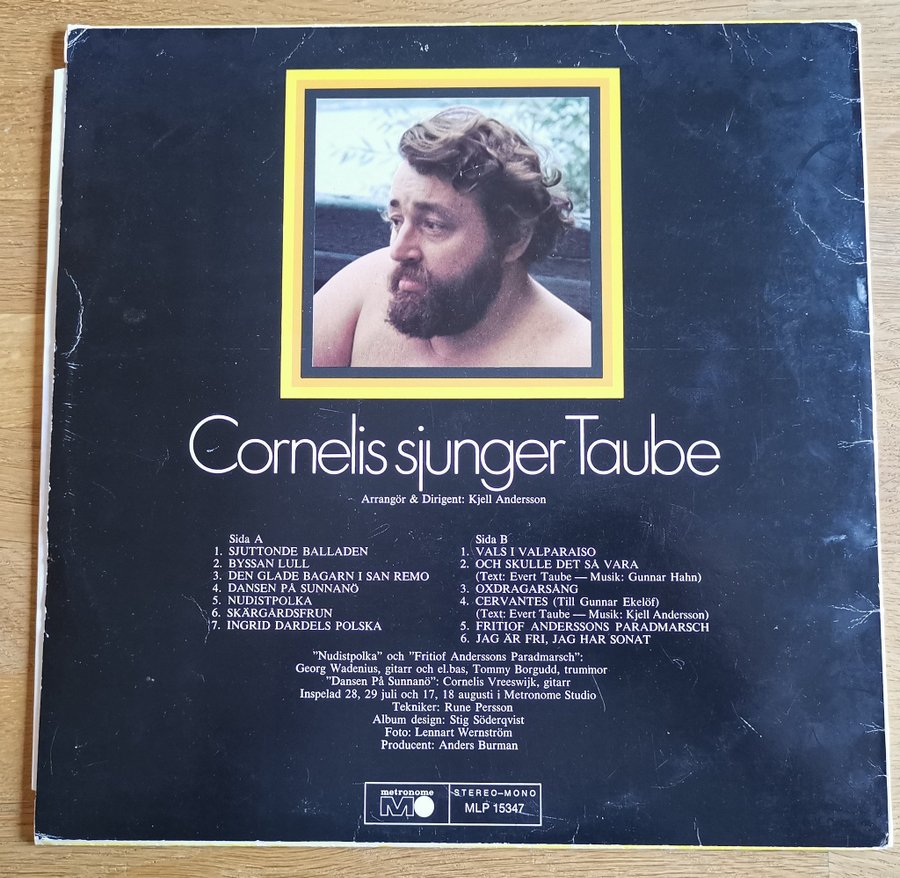 Cornelis sjunger Taube
Arrangör & Dirigent: Kjell Andersson
Sida A
1. SJUTTONDE BALLADEN
2. BYSSAN LULL
3. DEN GLADE BAGARN I SAN REMO
4. DANSEN PÅ SUNNANÖ
5. NUDISTPOLKA
6. SKÄRGÅRDSFRUN
7. INGRID DARDELS POLSKA
Sida B
1. VALS I VALPARAISO
2. OCH SKULLE DET SÅ VARA
(Text: Evert Taube — Musik: Gunnar Hahn)
3. OXDRAGARSÅNG
4. CERVANTES (Till Gunnar Ekelöf)
(Text: Evert Taube — Musik: Kjell Andersson)
5. FRITIOF ANDERSSONS PARADMARSCH
6. JAG ÄR FRI, JAG HAR SONAT
”Nudistpolka” och ”Fritiof Anderssons Paradmarsch”:
Georg Wadenius, gitarr och el.bas, Tommy Borgudd, trummor
”Dansen På Sunnanö”: Cornelis Vreeswijk, gitarr
Inspelad 28, 29 juli och 17, 18 augusti i Metronome Studio
Tekniker: Rune Persson
Album design: Stig Söderqvist
Foto: Lennart Wernström
Producent: Anders Burman
metronome
MO
STEREO-MONO
MLP 15347